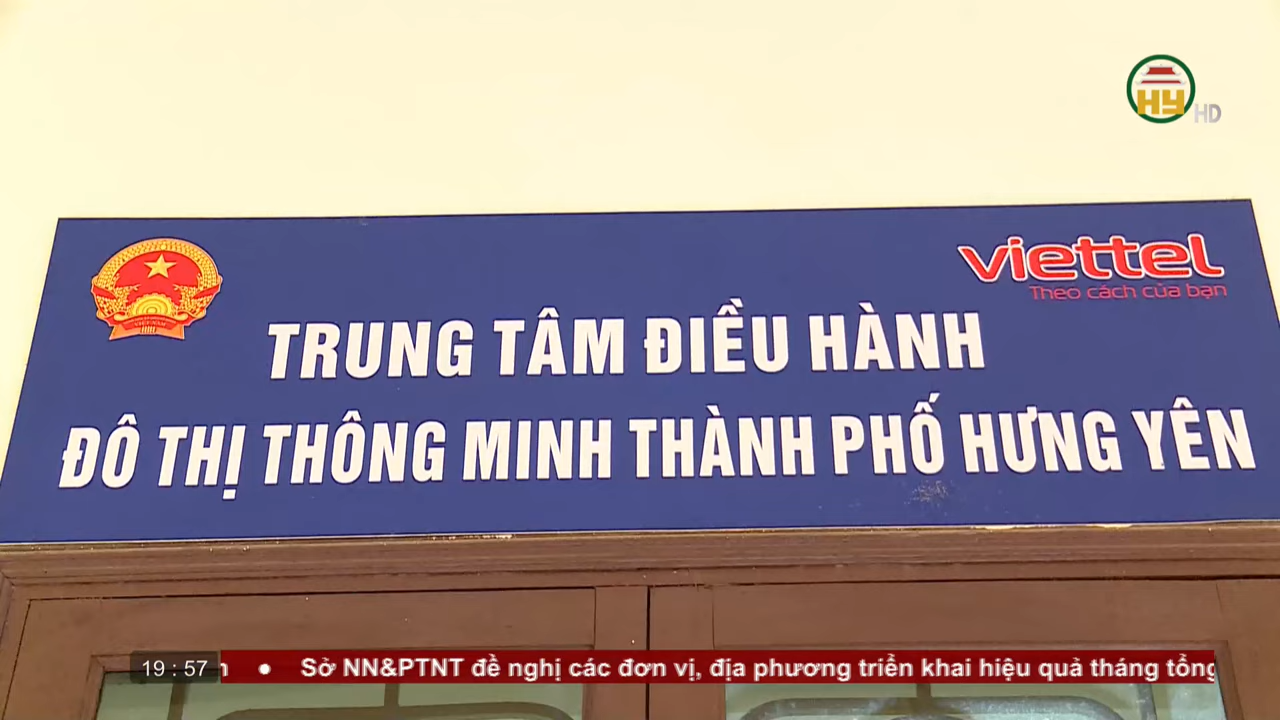 HY HD
viettel
Theo cách của bạn
TRUNG TÂM ĐIỀU HÀNH
ĐÔ THỊ THÔNG MINH THÀNH PHỐ HƯNG YÊN
19 : 57 • Sở NN&PTNT đề nghị các đơn vị, địa phương triển khai hiệu quả tháng tổng